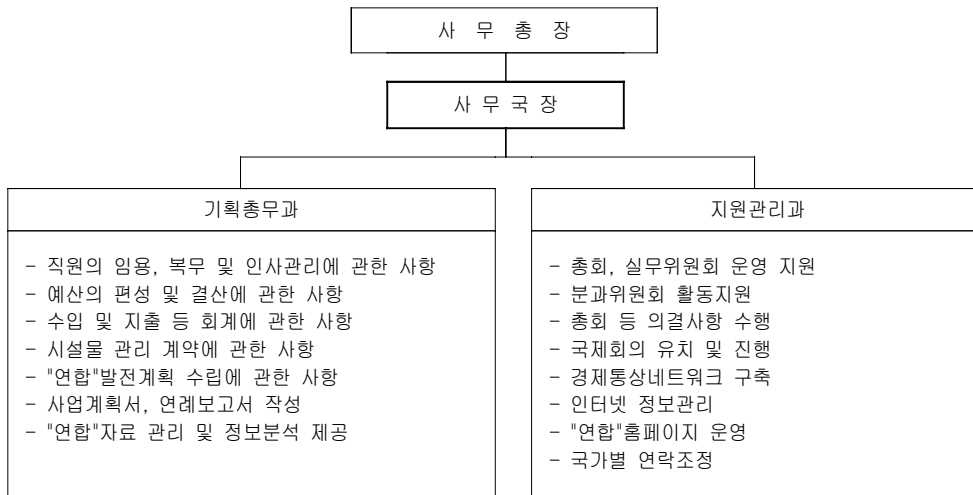 사 무 총 장
사 무 국 장
기획총무과
- 직원의 임용, 복무 및 인사관리에 관한 사항
- 예산의 편성 및 결산에 관한 사항
- 수입 및 지출 등 회계에 관한 사항
- 시설물 관리 계약에 관한 사항
- "연합"발전계획 수립에 관한 사항
- 사업계획서, 연례보고서 작성
- "연합"자료 관리 및 정보분석 제공
지원관리과
- 총회, 실무위원회 운영 지원
- 분과위원회 활동지원
- 총회 등 의결사항 수행
- 국제회의 유치 및 진행
- 경제통상네트워크 구축
- 인터넷 정보관리
- "연합"홈페이지 운영
- 국가별 연락조정